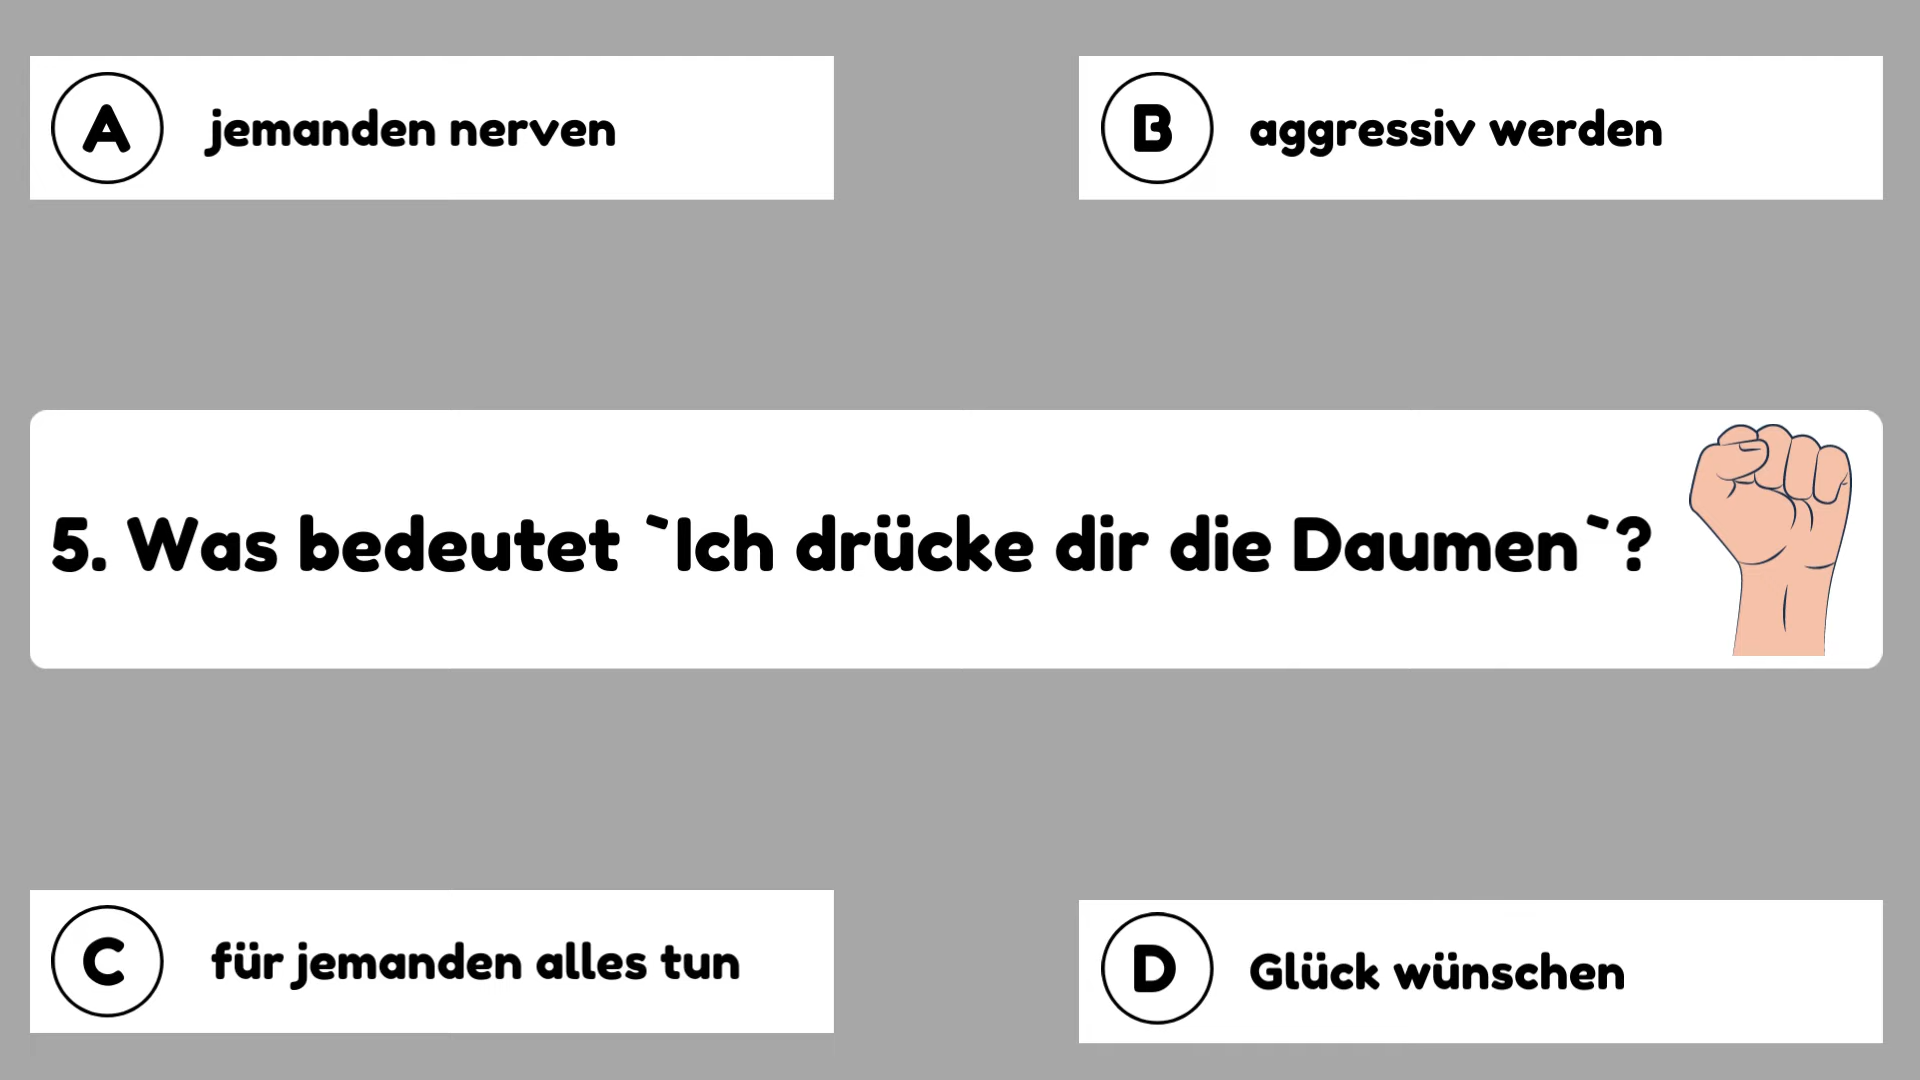 A jemanden nerven
B aggressiv werden
5. Was bedeutet `Ich drücke dir die Daumen`?
C für jemanden alles tun
D Glück wünschen